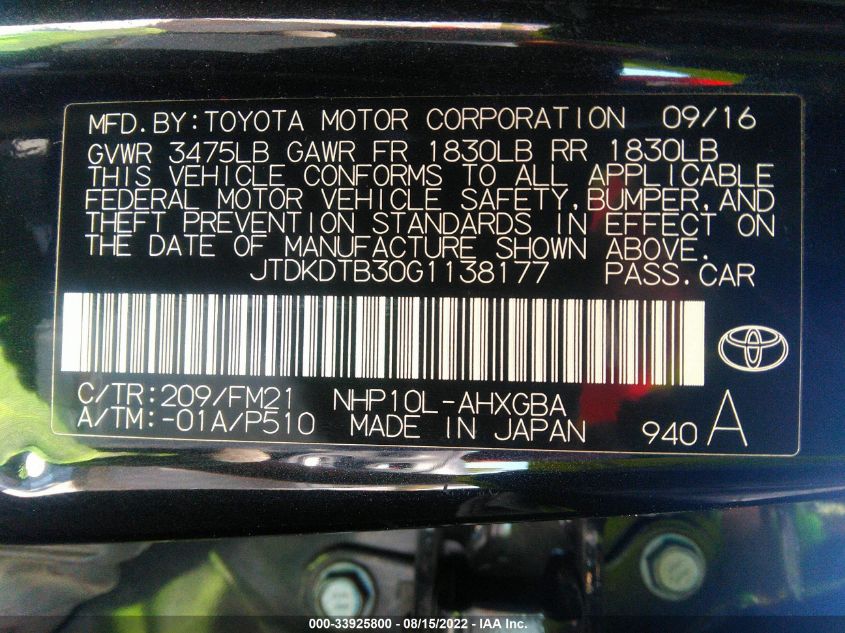 MFD.BY:TOYOTA MOTOR CORPORATION 09/16
GVWR 3475LB GAWR FR 1830LB RR 1830LB
THIS VEHICLE CONFORMS TO ALL APPLICABLE
FEDERAL MOTOR VEHICLE SAFETY,BUMPER,AND
THEFT PREVENTION STANDARDS IN EFFECT ON
THE DATE OF MANUFACTURE SHOWN ABOVE.
JTDKDTB30G1138177 PASS.CAR
C/TR:209/FM21 NHP10L-AHXGBA
A/TM:-01A/P510 MADE IN JAPAN 940 A
000-33925800 - 08/15/2022 - IAA Inc.